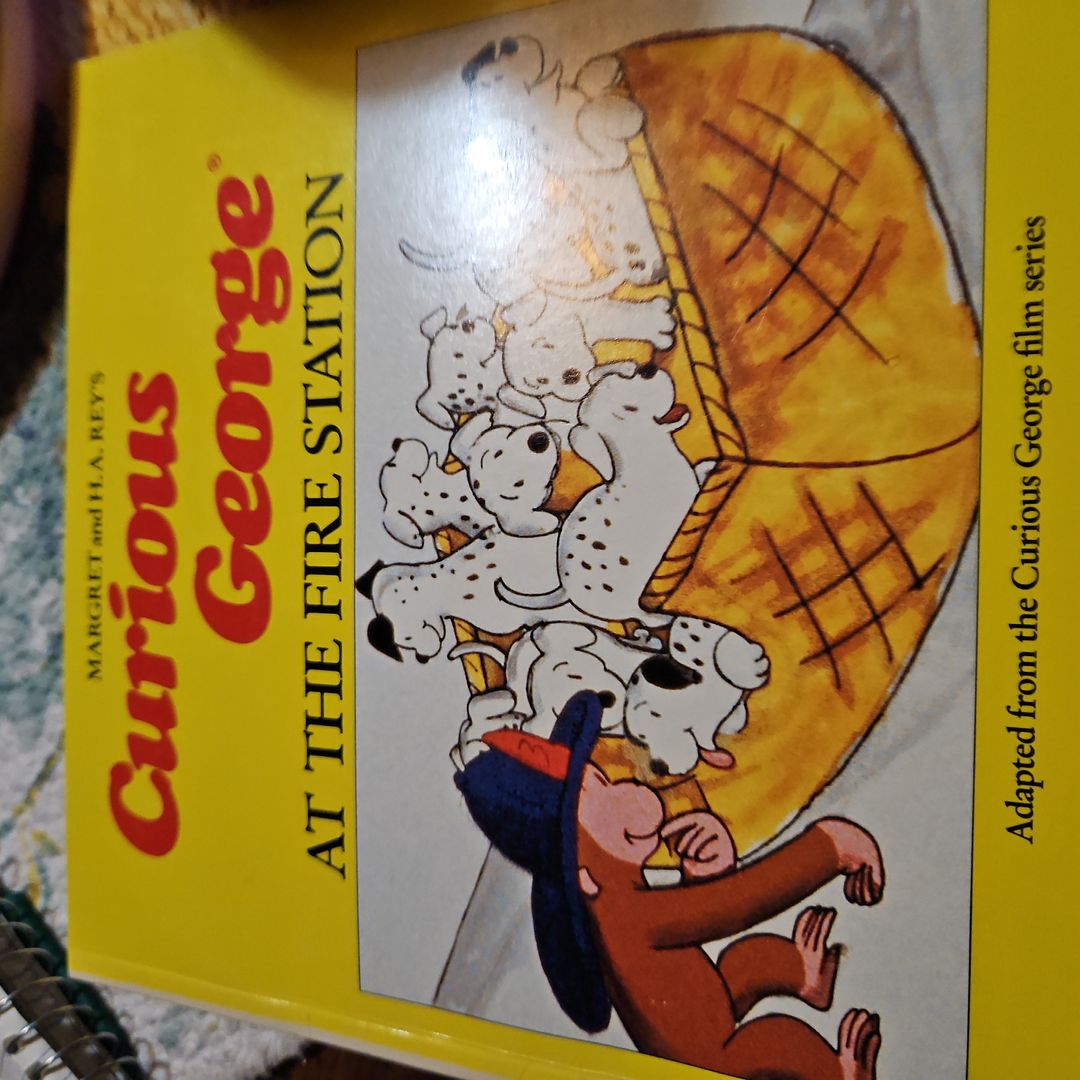 MARGRET and H.A. REY'S
Curious
George®
AT THE FIRE STATION
Adapted from the Curious George film series